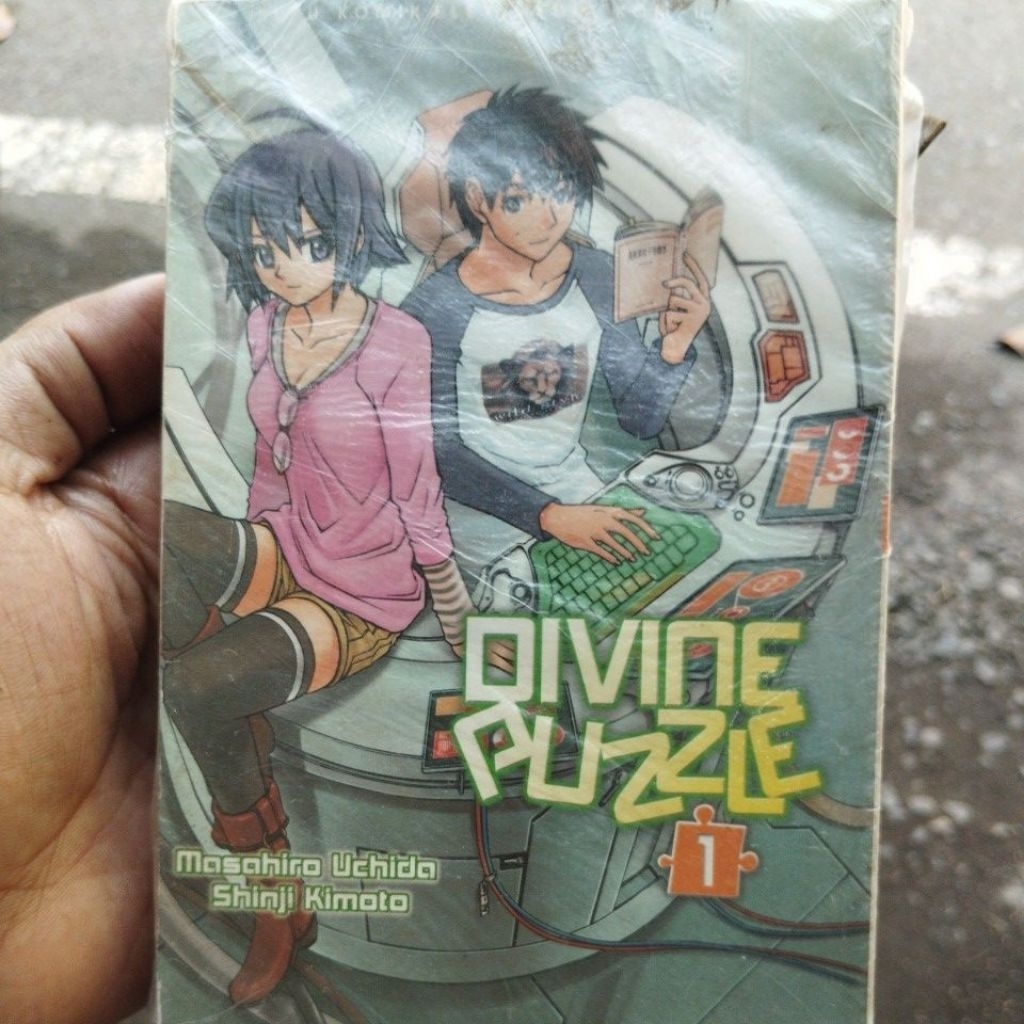 DIVINE
PUZZLE
1
Masahiro Uchida
Shinji Kimoto